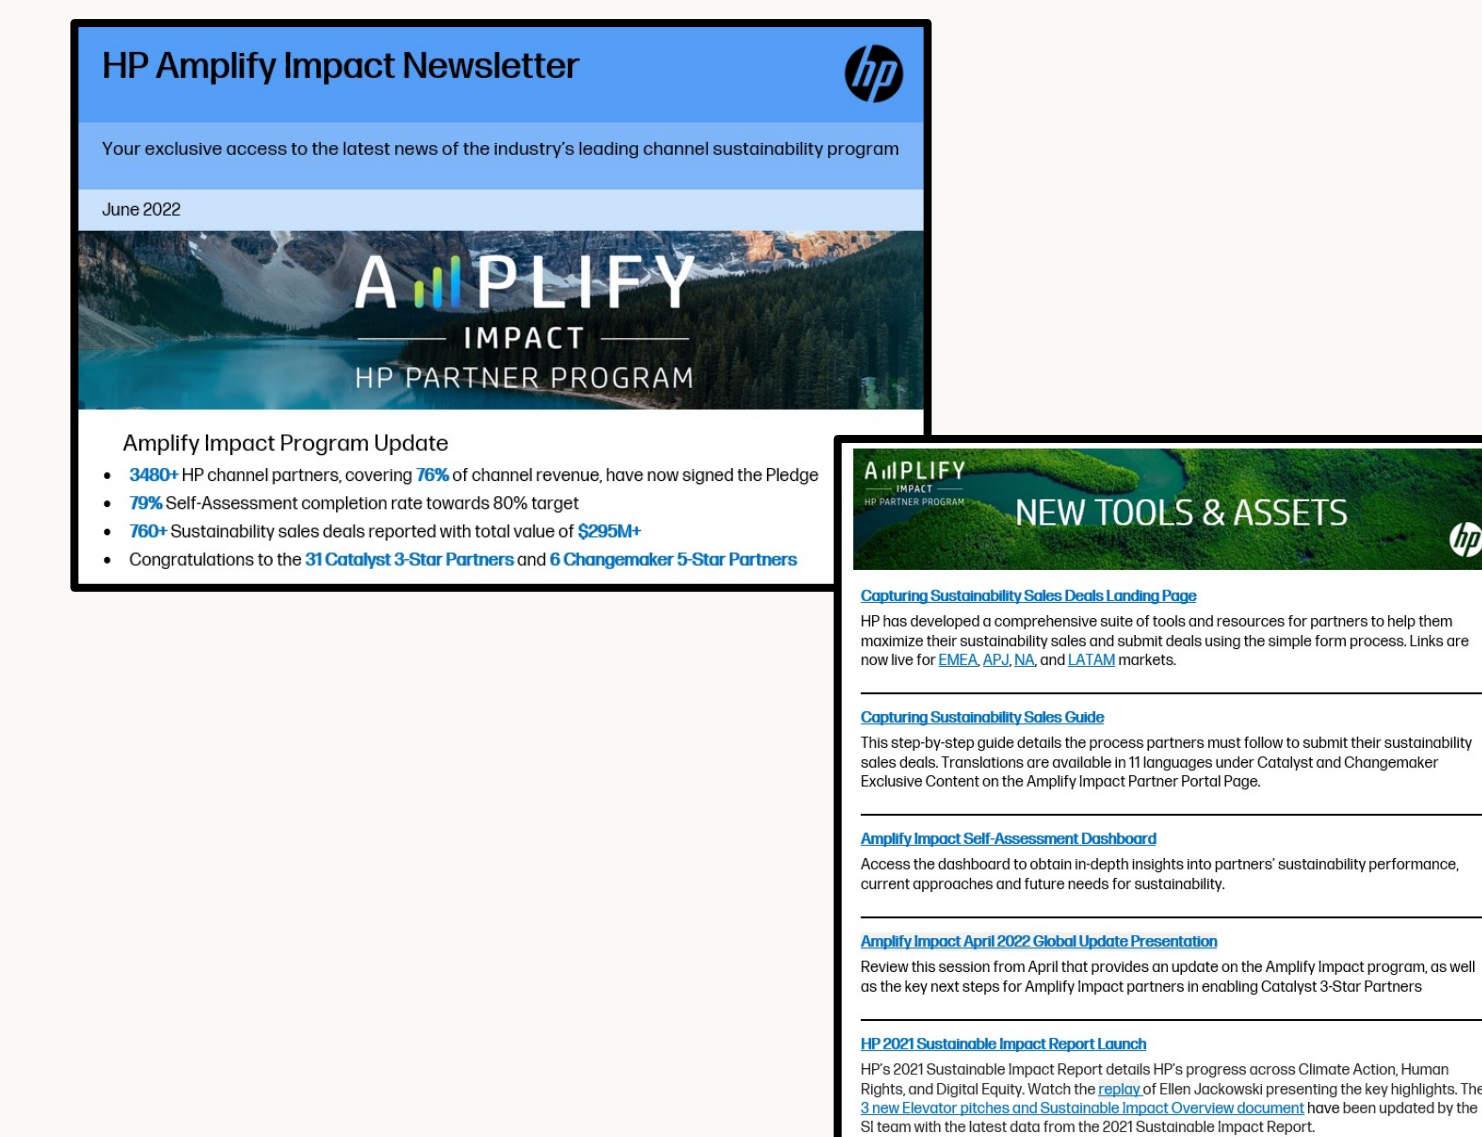 HP Amplify Impact Newsletter
hp
Your exclusive access to the latest news of the industry's leading channel sustainability program
June 2022
AMPLIFY
IMPACT
HP PARTNER PROGRAM
Amplify Impact Program Update
• 3480+ HP channel partners, covering 76% of channel revenue, have now signed the Pledge
• 79% Self-Assessment completion rate towards 80% target
• 760+ Sustainability sales deals reported with total value of $295M+
• Congratulations to the 31 Catalyst 3-Star Partners and 6 Changemaker 5-Star Partners
AMPLIFY
IMPACT
HP PARTNER PROGRAM
NEW TOOLS & ASSETS
hp
Capturing Sustainability Sales Deals Landing Page
HP has developed a comprehensive suite of tools and resources for partners to help them
maximize their sustainability sales and submit deals using the simple form process. Links are
now live for EMEA, APJ, NA, and LATAM markets.
Capturing Sustainability Sales Guide
This step-by-step guide details the process partners must follow to submit their sustainability
sales deals. Translations are available in 11 languages under Catalyst and Changemaker
Exclusive Content on the Amplify Impact Partner Portal Page.
Amplify Impact Self-Assessment Dashboard
Access the dashboard to obtain in-depth insights into partners' sustainability performance,
current approaches and future needs for sustainability.
Amplify Impact April 2022 Global Update Presentation
Review this session from April that provides an update on the Amplify Impact program, as well
as the key next steps for Amplify Impact partners in enabling Catalyst 3-Star Partners
HP 2021 Sustainable Impact Report Launch
HP's 2021 Sustainable Impact Report details HP's progress across Climate Action, Human
Rights, and Digital Equity. Watch the replay of Ellen Jackowski presenting the key highlights. The
3 new Elevator pitches and Sustainable Impact Overview document have been updated by the
SI team with the latest data from the 2021 Sustainable Impact Report.